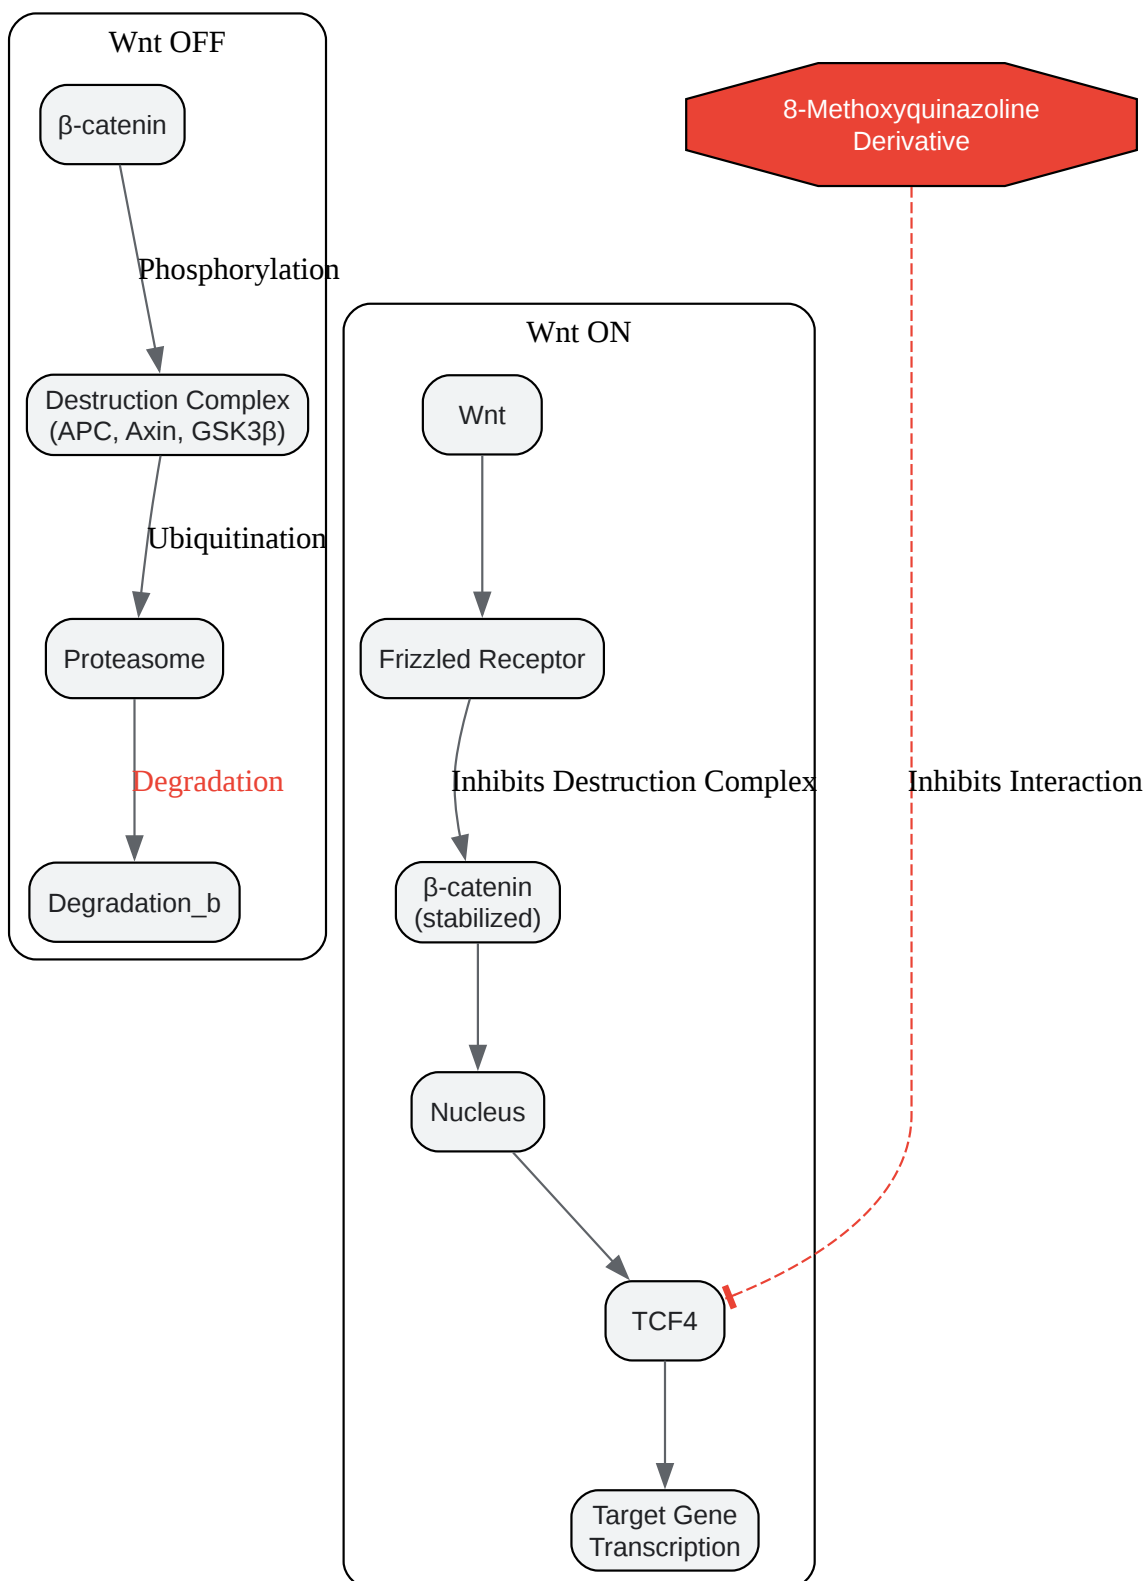 Wnt OFF
β-catenin
Phosphorylation
Destruction Complex
(APC, Axin, GSK3β)
Ubiquitination
Proteasome
Degradation
Degradation_b
Wnt ON
Wnt
Frizzled Receptor
Inhibits Destruction Complex
β-catenin
(stabilized)
Nucleus
TCF4
Target Gene
Transcription
8-Methoxyquinazoline
Derivative
Inhibits Interaction